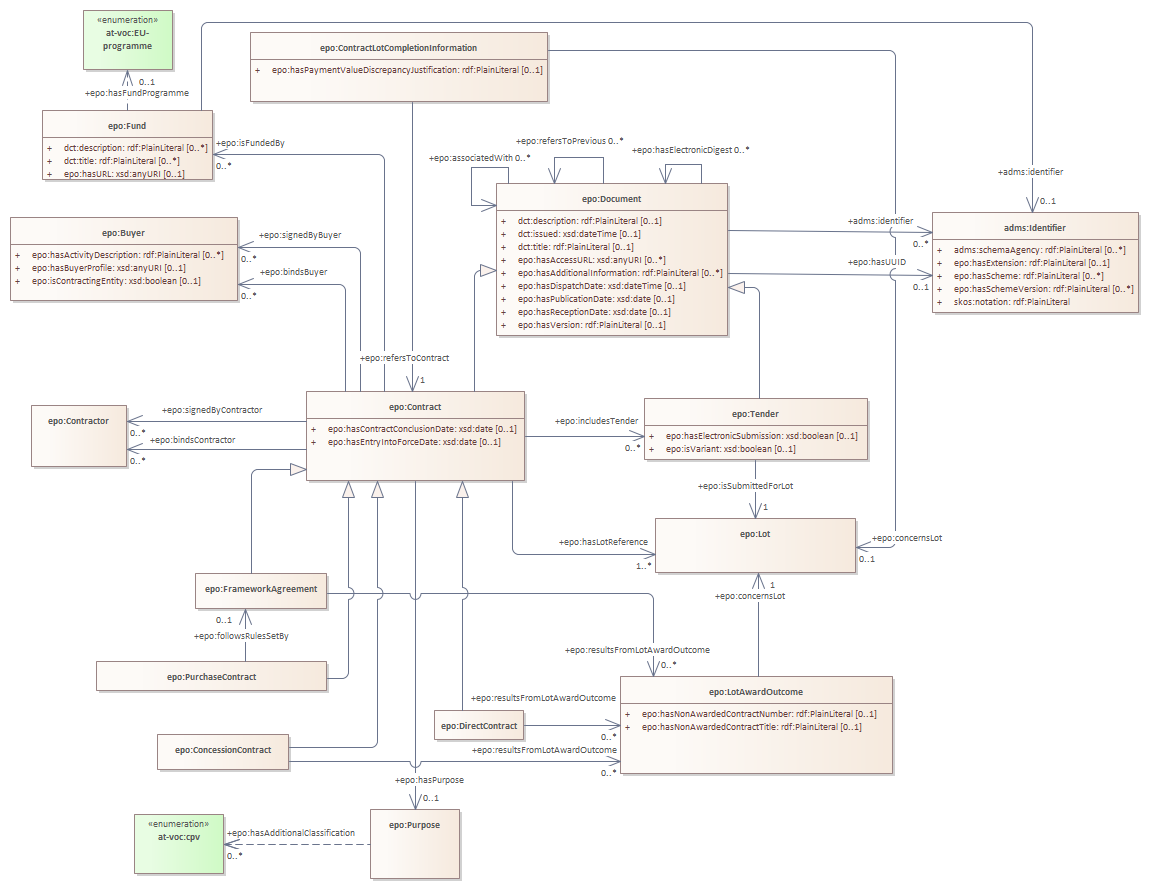 «enumeration»
at-voc:EU-
programme
0..1
+epo:hasFundProgramme
epo:Fund
+ dct:description: rdf:PlainLiteral [0..*]
+ dct:title: rdf:PlainLiteral [0..*]
+ epo:hasURL: xsd:anyURI [0..1]
epo:ContractLotCompletionInformation
+ epo:hasPaymentValueDiscrepancyJustification: rdf:PlainLiteral [0..1]
+epo:isFundedBy
0..*
+epo:refersToPrevious 0..*
+epo:associatedWith 0..*
+epo:hasElectronicDigest 0..*
+adms:identifier
0..1
epo:Document
+ dct:description: rdf:PlainLiteral [0..1]
+ dct:issued: xsd:dateTime [0..1]
+ dct:title: rdf:PlainLiteral [0..1]
+ epo:hasAccessURL: xsd:anyURI [0..*]
+ epo:hasAdditionalInformation: rdf:PlainLiteral [0..*]
+ epo:hasDispatchDate: xsd:dateTime [0..1]
+ epo:hasPublicationDate: xsd:date [0..1]
+ epo:hasReceptionDate: xsd:date [0..1]
+ epo:hasVersion: rdf:PlainLiteral [0..1]
+adms:identifier
0..*
+epo:hasUUID
0..1
adms:Identifier
+ adms:schemaAgency: rdf:PlainLiteral [0..*]
+ epo:hasExtension: rdf:PlainLiteral [0..1]
+ epo:hasScheme: rdf:PlainLiteral [0..*]
+ epo:hasSchemeVersion: rdf:PlainLiteral [0..*]
+ skos:notation: rdf:PlainLiteral
epo:Buyer
+ epo:hasActivityDescription: rdf:PlainLiteral [0..*]
+ epo:hasBuyerProfile: xsd:anyURI [0..1]
+ epo:isContractingEntity: xsd:boolean [0..1]
+epo:signedByBuyer
0..*
+epo:bindsBuyer
0..*
+epo:refersToContract
1
epo:Contract
+ epo:hasContractConclusionDate: xsd:date [0..1]
+ epo:hasEntryIntoForceDate: xsd:date [0..1]
epo:Contractor
+epo:signedByContractor
0..*
+epo:bindsContractor
0..*
+epo:includesTender
0..*
epo:Tender
+ epo:hasElectronicSubmission: xsd:boolean [0..1]
+ epo:isVariant: xsd:boolean [0..1]
+epo:isSubmittedForLot
1
epo:Lot
+epo:hasLotReference
1..*
+epo:concernsLot
0..1
1
+epo:concernsLot
epo:FrameworkAgreement
0..1
+epo:followsRulesSetBy
epo:PurchaseContract
+epo:resultsFromLotAwardOutcome
0..*
epo:LotAwardOutcome
+ epo:hasNonAwardedContractNumber: rdf:PlainLiteral [0..1]
+ epo:hasNonAwardedContractTitle: rdf:PlainLiteral [0..1]
+epo:resultsFromLotAwardOutcome
epo:DirectContract
0..*
epo:ConcessionContract
+epo:resultsFromLotAwardOutcome
0..*
+epo:hasPurpose
0..1
epo:Purpose
«enumeration»
at-voc:cpv
+epo:hasAdditionalClassification
0..*